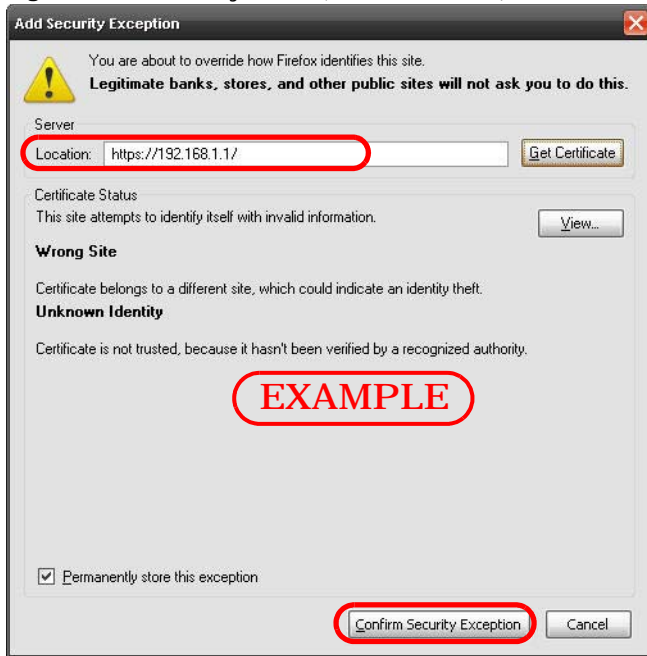 Add Security Exception
You are about to override how Firefox identifies this site.
Legitimate banks, stores, and other public sites will not ask you to do this.
Server
Location: https://192.168.1.1/ Get Certificate
Certificate Status
This site attempts to identify itself with invalid information.
View...
Wrong Site
Certificate belongs to a different site, which could indicate an identity theft.
Unknown Identity
Certificate is not trusted, because it hasn't been verified by a recognized authority.
EXAMPLE
Permanently store this exception
Confirm Security Exception Cancel